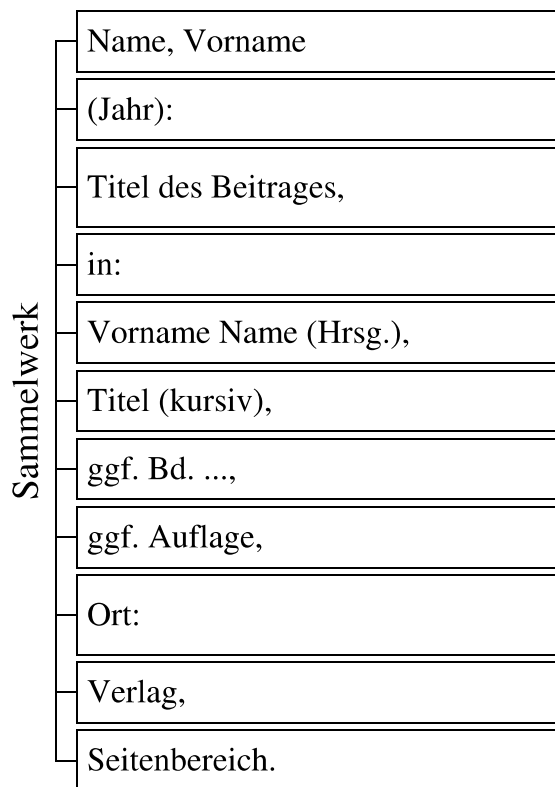 Sammelwerk
Name, Vorname
(Jahr):
Titel des Beitrages,
in:
Vorname Name (Hrsg.),
Titel (kursiv),
ggf. Bd. ...,
ggf. Auflage,
Ort:
Verlag,
Seitenbereich.